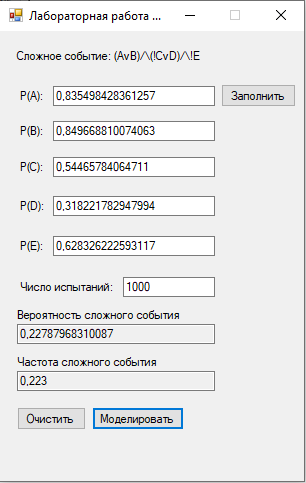 Лабораторная работа ...
Сложное событие: (AvB)/\(!CvD)/\!E
P(A): 0,835498428361257 Заполнить
P(B): 0,849668810074063
P(C): 0,54465784064711
P(D): 0,318221782947994
P(E): 0,628326222593117
Число испытаний: 1000
Вероятность сложного события
0,22787968310087
Частота сложного события
0,223
Очистить Моделировать